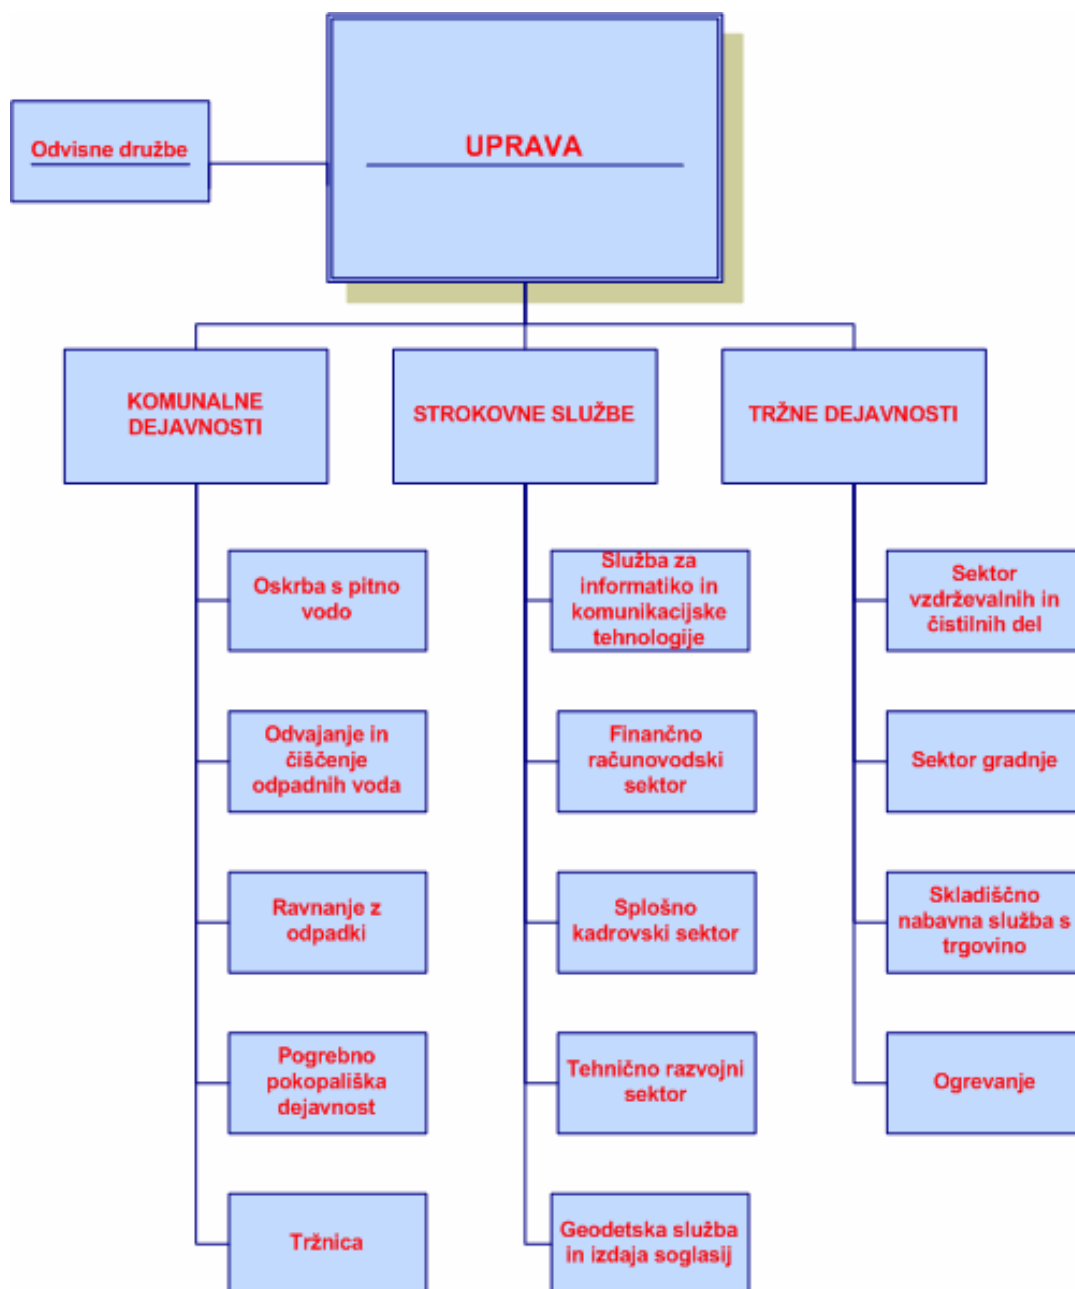 UPRAVA
Odvisne družbe
KOMUNALNE
DEJAVNOSTI
STROKOVNE SLUŽBE
TRŽNE DEJAVNOSTI
Oskrba s pitno
vodo
Odvajanje in
čiščenje
odpadnih voda
Ravnanje z
odpadki
Pogrebno
pokopališka
dejavnost
Tržnica
Služba za
informatiko in
komunikacijske
tehnologije
Finančno
računovodski
sektor
Splošno
kadrovski sektor
Tehnično razvojni
sektor
Geodetska služba
in izdaja soglasij
Sektor
vzdrževalnih in
čistilnih del
Sektor gradnje
Skladiščno
nabavna služba s
trgovino
Ogrevanje